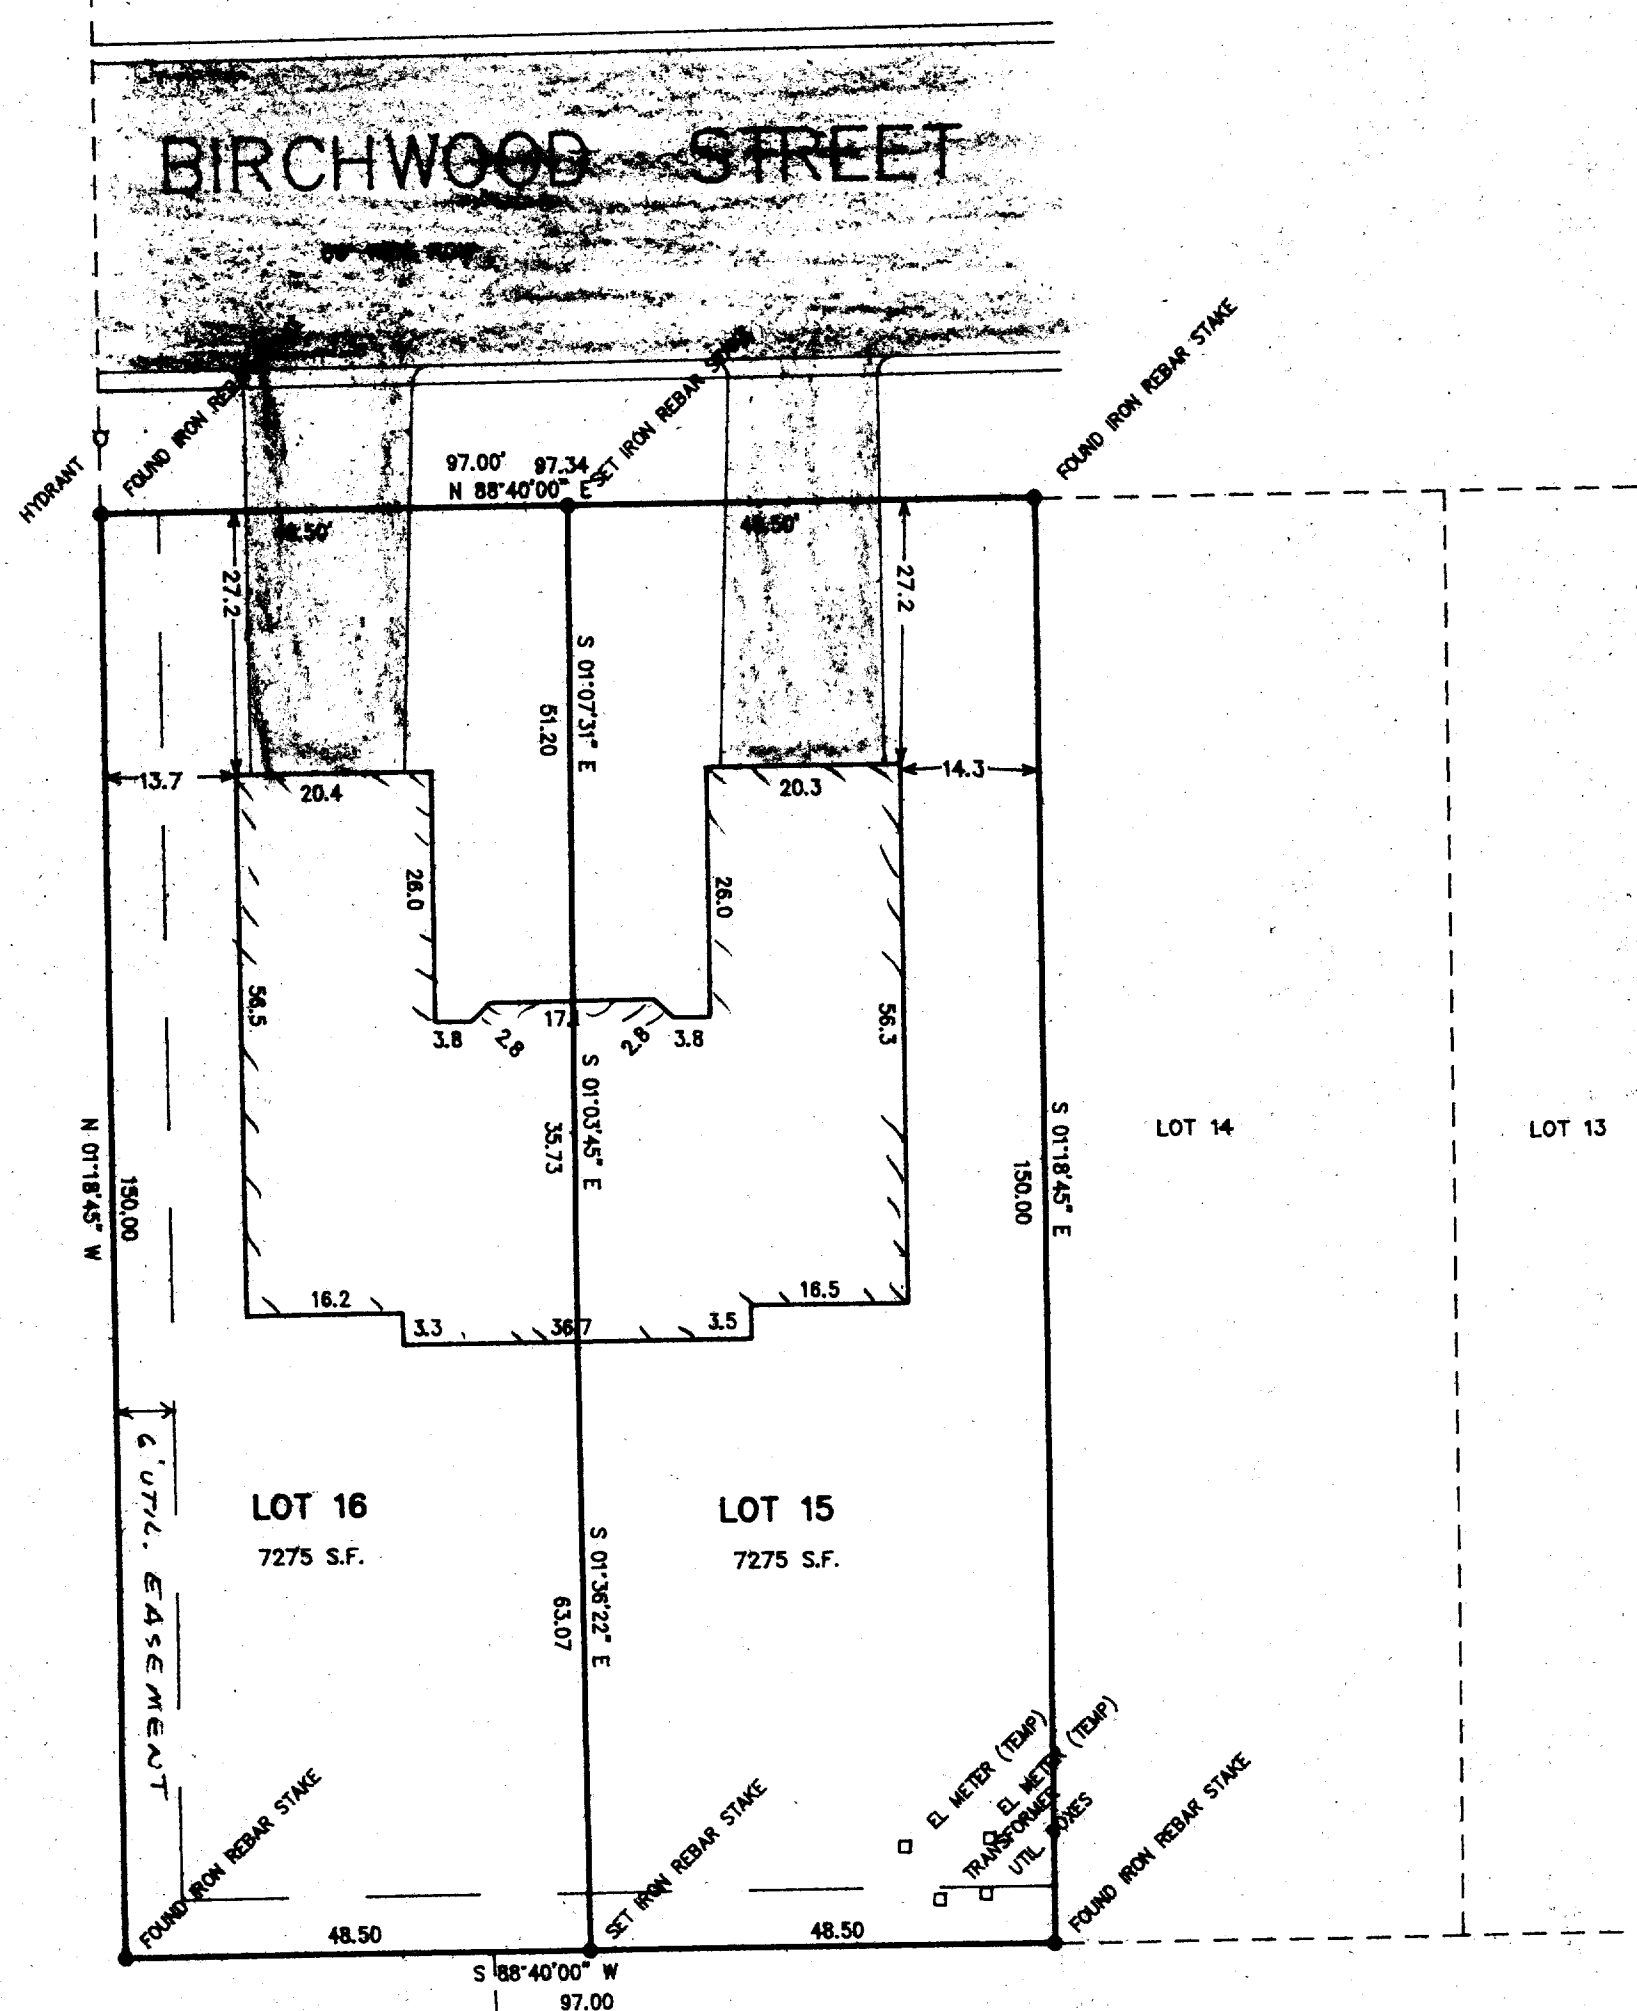 BIRCHWOOD STREET
HYDRANT
FOUND IRON REBAR
SET IRON REBAR STAKE
FOUND IRON REBAR STAKE
97.00' 97.34
N 88°40'00" E
48.50'
48.50'
27.2
27.2
S 01°07'31" E
51.20
13.7
20.4
20.3
14.3
26.0
26.0
56.5
56.3
3.8
2.8
17.1
2.8
3.8
S 01°03'45" E
35.73
N 01°18'45" W
150.00
S 01°18'45" E
150.00
LOT 14
LOT 13
16.2
3.3
36.7
3.5
16.5
6' UTIL. EASEMENT
LOT 16
7275 S.F.
LOT 15
7275 S.F.
S 01°36'22" E
63.07
EL METER (TEMP)
EL METER (TEMP)
TRANSFORMER
UTIL. BOXES
FOUND IRON REBAR STAKE
SET IRON REBAR STAKE
FOUND IRON REBAR STAKE
48.50
48.50
S 88°40'00" W
97.00